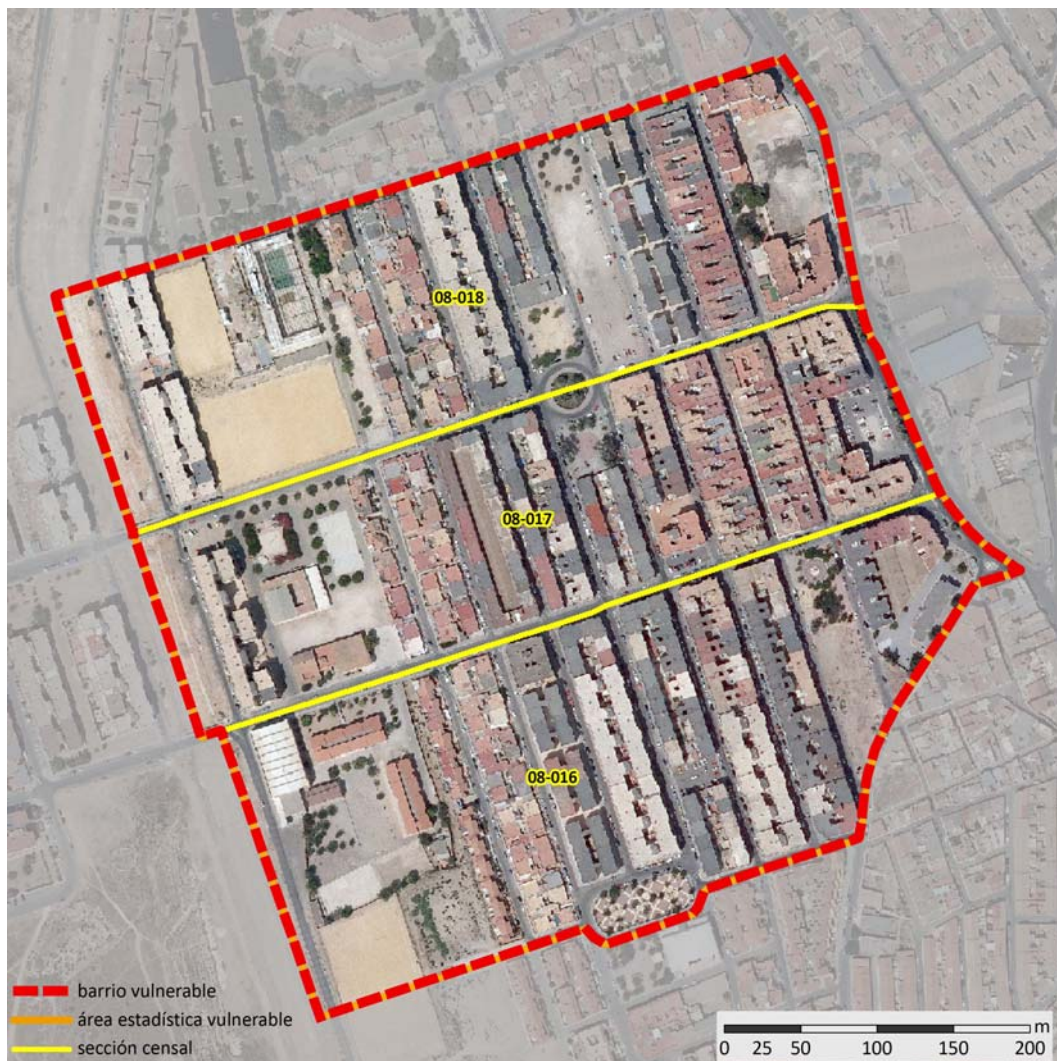 08-018
08-017
08-016
barrio vulnerable
área estadística vulnerable
sección censal
m
0 25 50 100 150 200